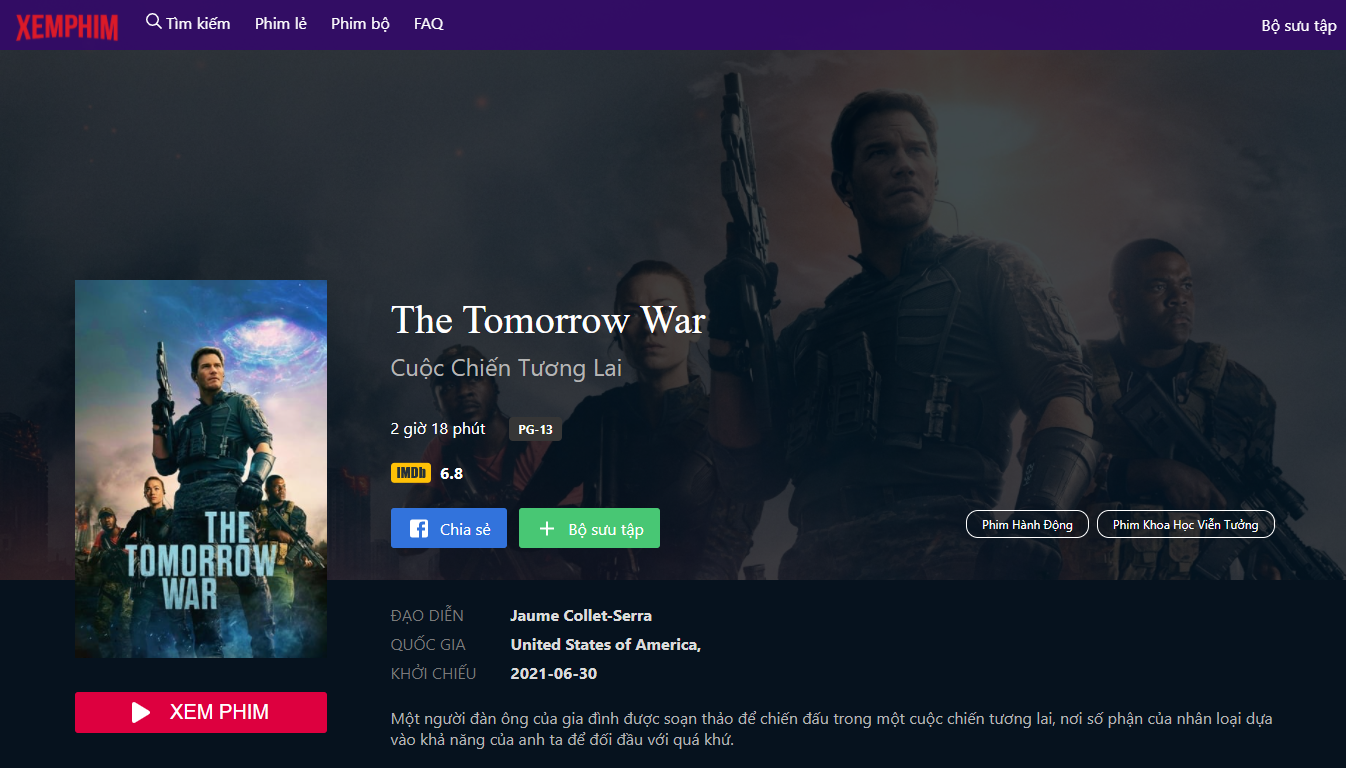 XEMPHIM
Tìm kiếm
Phim lẻ
Phim bộ
FAQ
Bộ sưu tập
The Tomorrow War
Cuộc Chiến Tương Lai
2 giờ 18 phút
PG-13
IMDb 6.8
Chia sẻ
Bộ sưu tập
Phim Hành Động
Phim Khoa Học Viễn Tưởng
THE
TOMORROW
WAR
XEM PHIM
ĐẠO DIỄN Jaume Collet-Serra
QUỐC GIA United States of America,
KHỞI CHIẾU 2021-06-30
Một người đàn ông của gia đình được soạn thảo để chiến đấu trong một cuộc chiến tương lai, nơi số phận của nhân loại dựa
vào khả năng của anh ta để đối đầu với quá khứ.